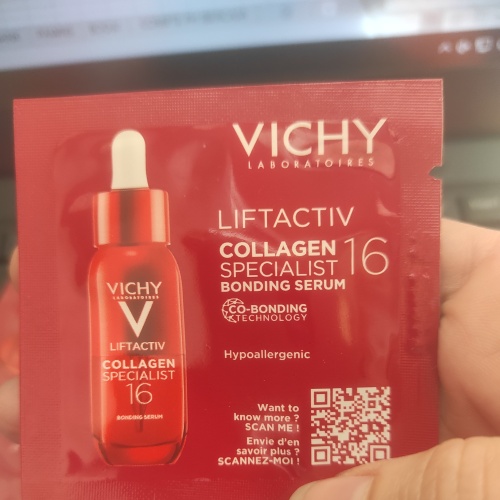 VICHY
LABORATOIRES
LIFTACTIV
COLLAGEN
SPECIALIST 16
BONDING SERUM
CO-BONDING
TECHNOLOGY
Hypoallergenic
Want to
know more ?
SCAN ME !
Envie d'en
savoir plus ?
SCANNEZ-MOI !
VICHY
LABORATOIRES
V
LIFTACTIV
COLLAGEN
SPECIALIST
16
BONDING SERUM